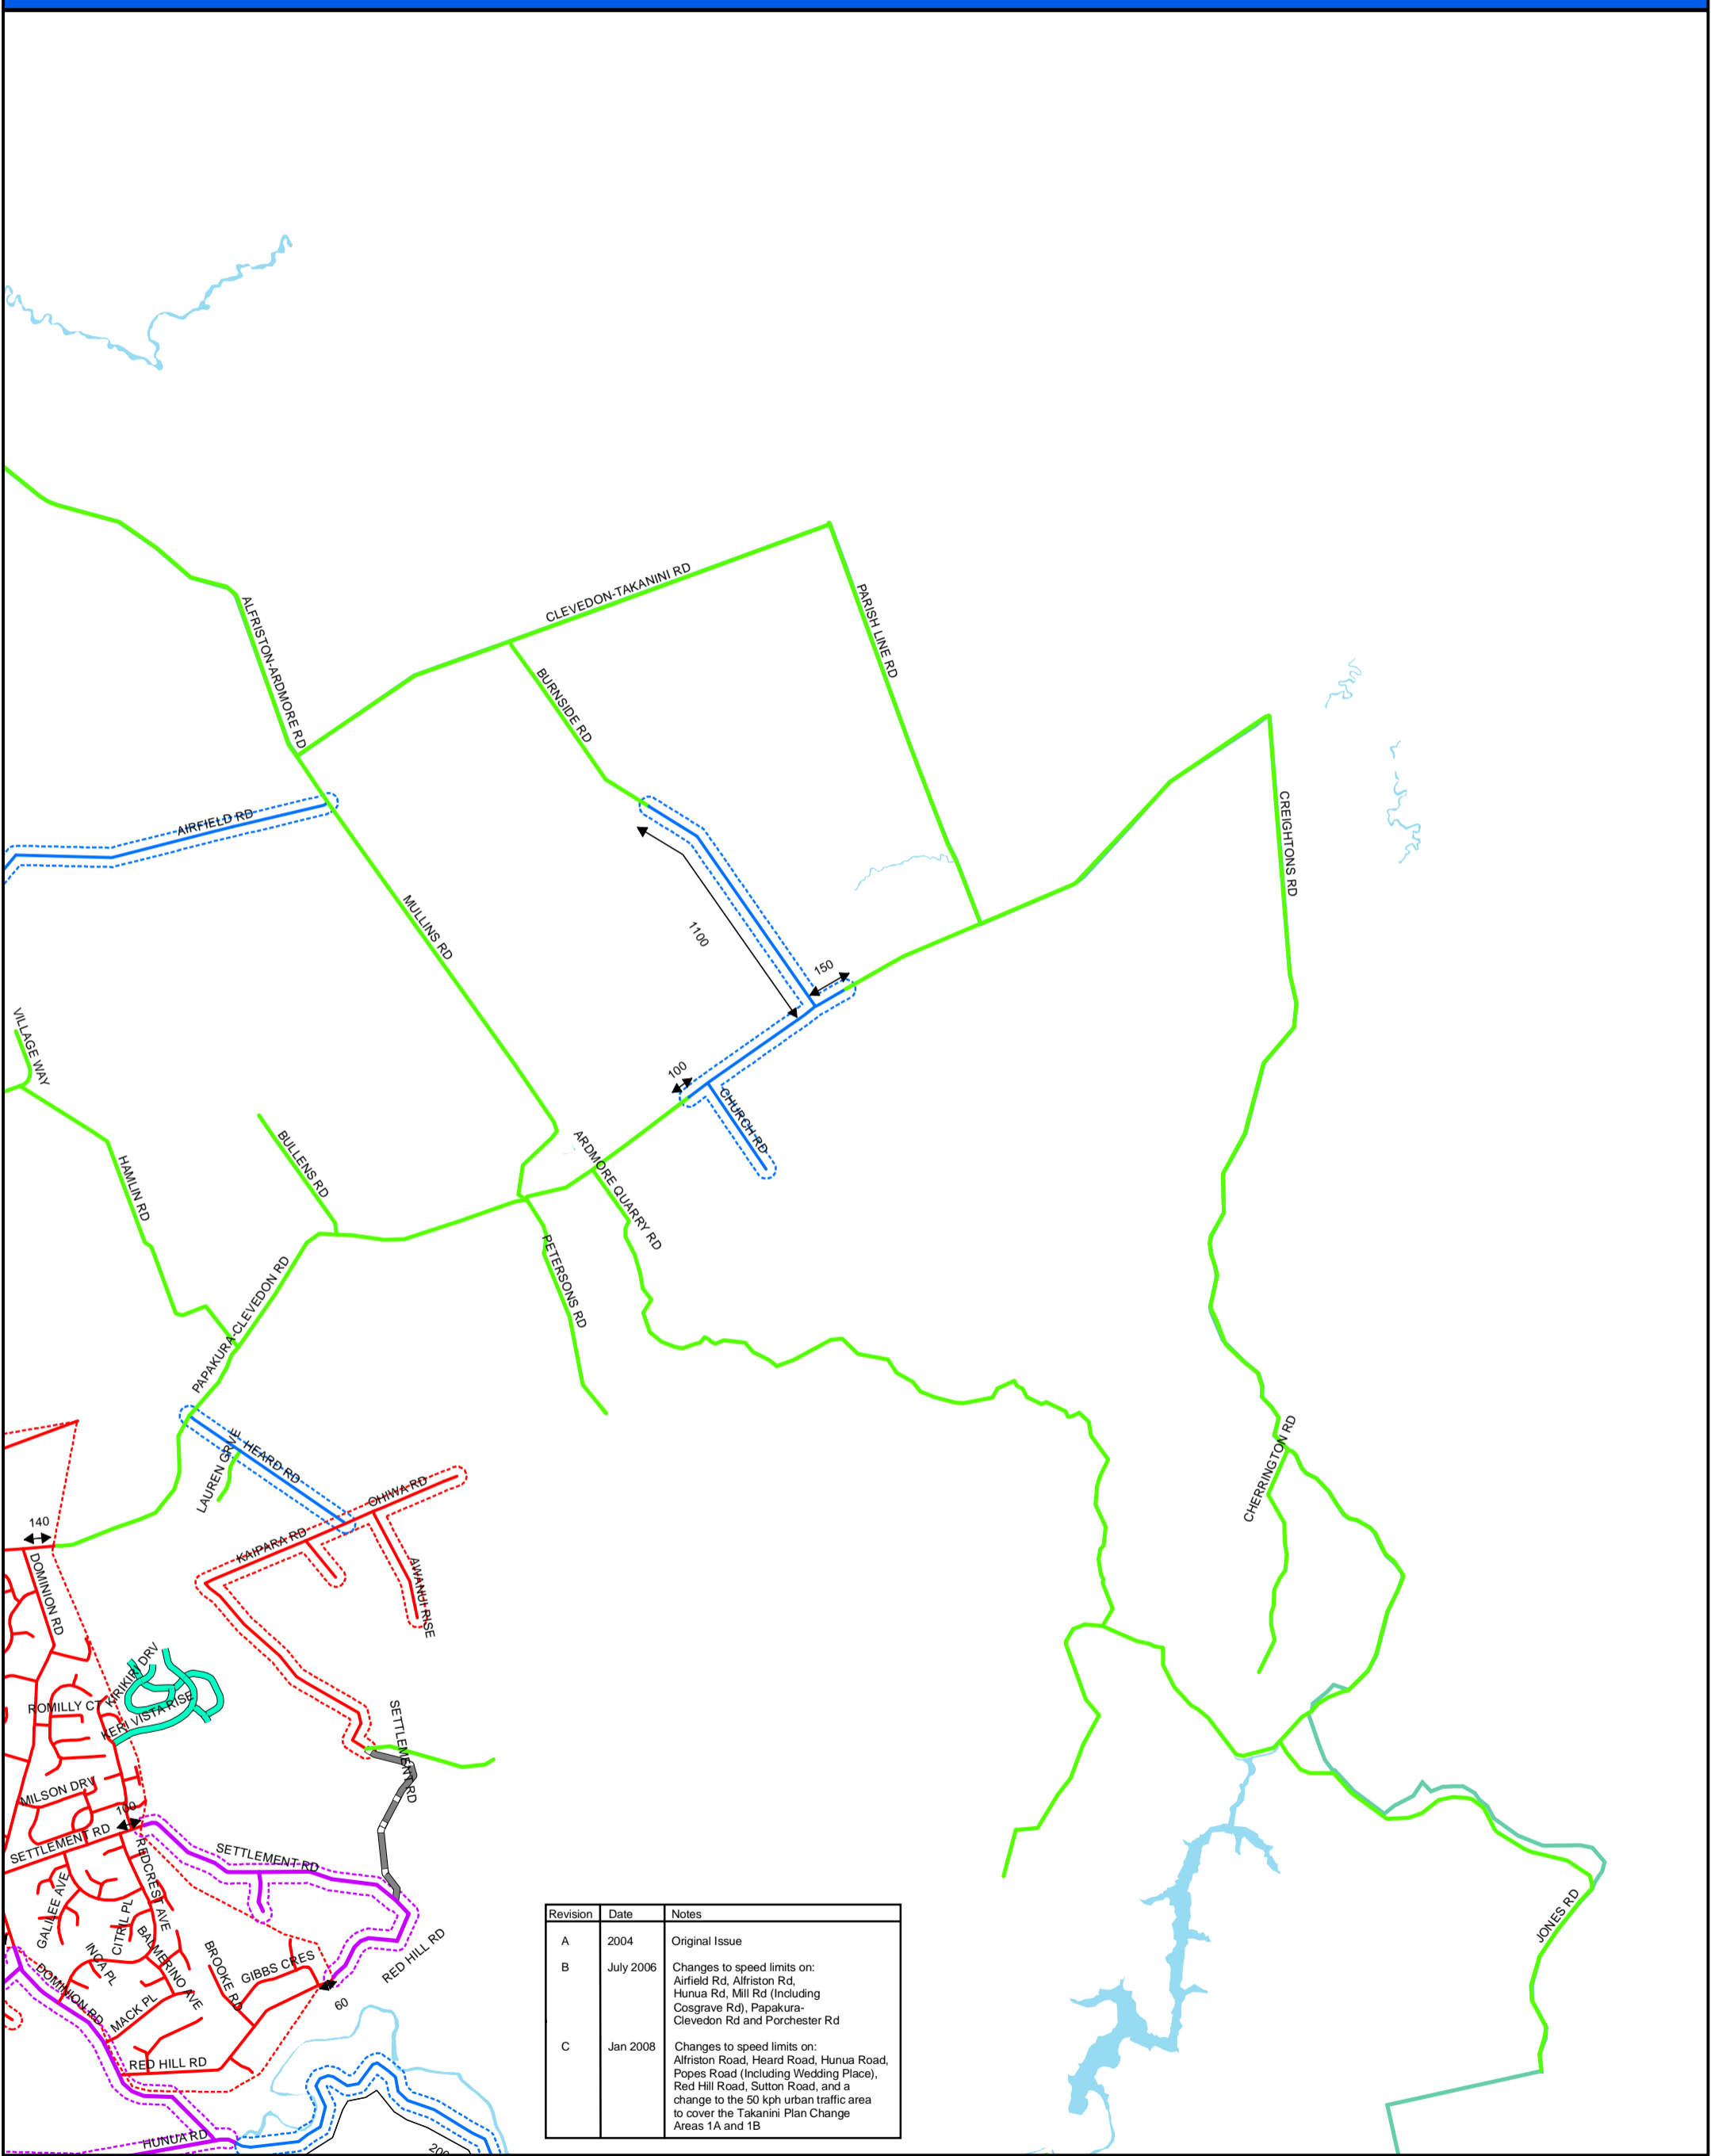 CLEVEDON-TAKANINI RD
PARISH LINE RD
ALFRISTON-ARDMORE RD
BURNSIDE RD
AIRFIELD RD
CREIGHTONS RD
MULLINS RD
1100
150
VILLAGE WAY
100
CHURCH RD
BULLENS RD
ARDMORE QUARRY RD
HAMLIN RD
PETERSONS RD
PAPAKURA-CLEVEDON RD
CHERRINGTON RD
LAUREN GRVE
HEARD RD
OHIWA RD
140
KAIPARA RD
DOMINION RD
AWANUI RISE
KIRIKIRI DRV
ROMILLY CT
KERI VISTA RISE
SETTLEMENT RD
MILSON DRV
100
SETTLEMENT RD
REDCREST AVE
SETTLEMENT RD
GALILEE AVE
CITRIL PL
INCA PL
BALMERINO AVE
BROOKE RD
GIBBS CRES
RED HILL RD
DOMINION RD
MACK PL
60
RED HILL RD
HUNUA RD
JONES RD
Revision Date Notes
A 2004 Original Issue
B July 2006 Changes to speed limits on:
Airfield Rd, Alfriston Rd,
Hunua Rd, Mill Rd (Including
Cosgrave Rd), Papakura-
Clevedon Rd and Porchester Rd
C Jan 2008 Changes to speed limits on:
Alfriston Road, Heard Road, Hunua Road,
Popes Road (Including Wedding Place),
Red Hill Road, Sutton Road, and a
change to the 50 kph urban traffic area
to cover the Takanini Plan Change
Areas 1A and 1B